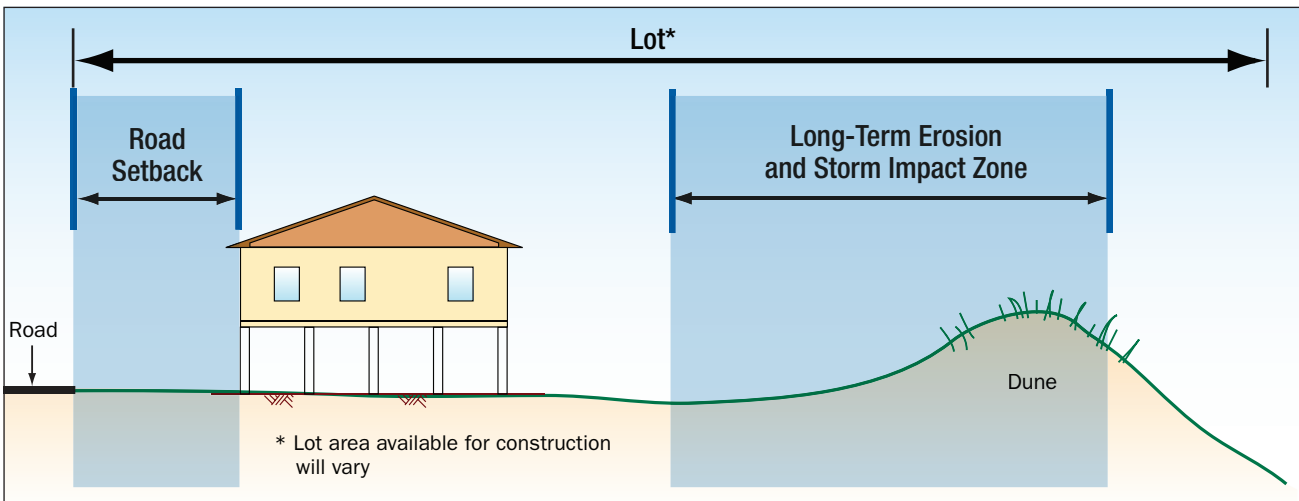 Lot*
Road
Setback
Long-Term Erosion
and Storm Impact Zone
Road
Dune
* Lot area available for construction
will vary